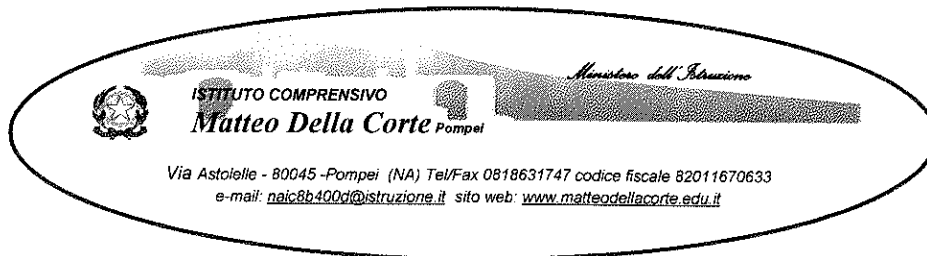 Ministero dell'Istruzione
ISTITUTO COMPRENSIVO
Matteo Della Corte Pompei
Via Astolelle - 80045 -Pompei (NA) Tel/Fax 0818631747 codice fiscale 82011670633
e-mail: naic8b400d@istruzione.it sito web: www.matteodellacorte.edu.it